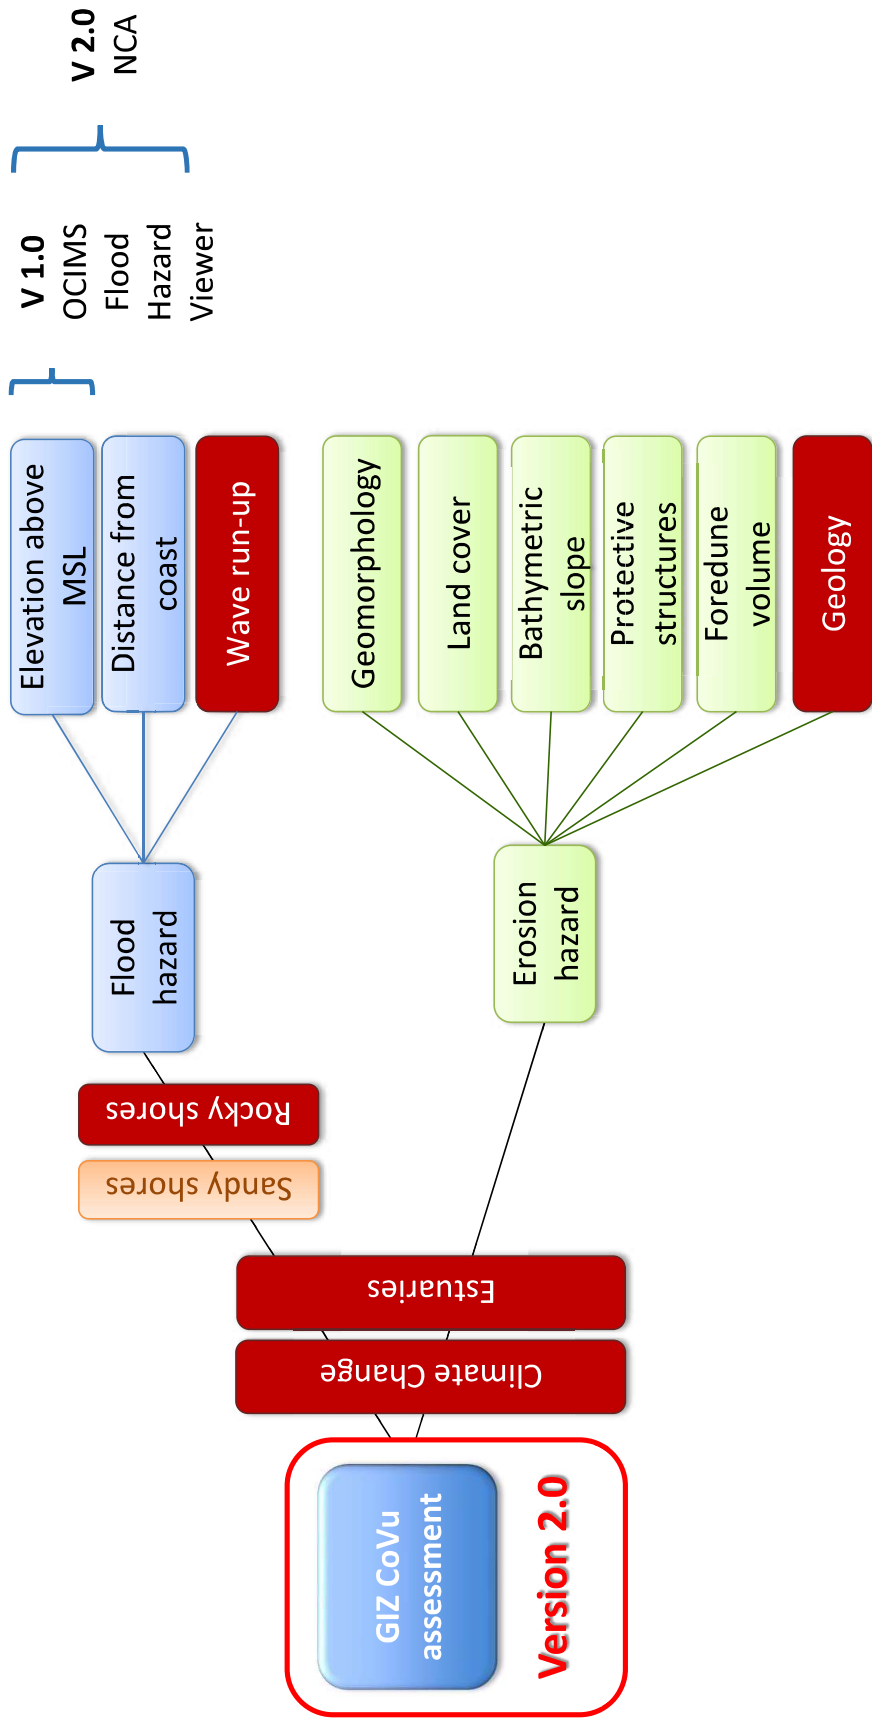 GIZ CoVu
assessment
Version 2.0
Climate Change
Estuaries
Sandy shores
Rocky shores
Flood
hazard
Elevation above
MSL
Distance from
coast
Wave run-up
V 1.0
OCIMS
Flood
Hazard
Viewer
V 2.0
NCA
Erosion
hazard
Geomorphology
Land cover
Bathymetric
slope
Protective
structures
Foredune
volume
Geology